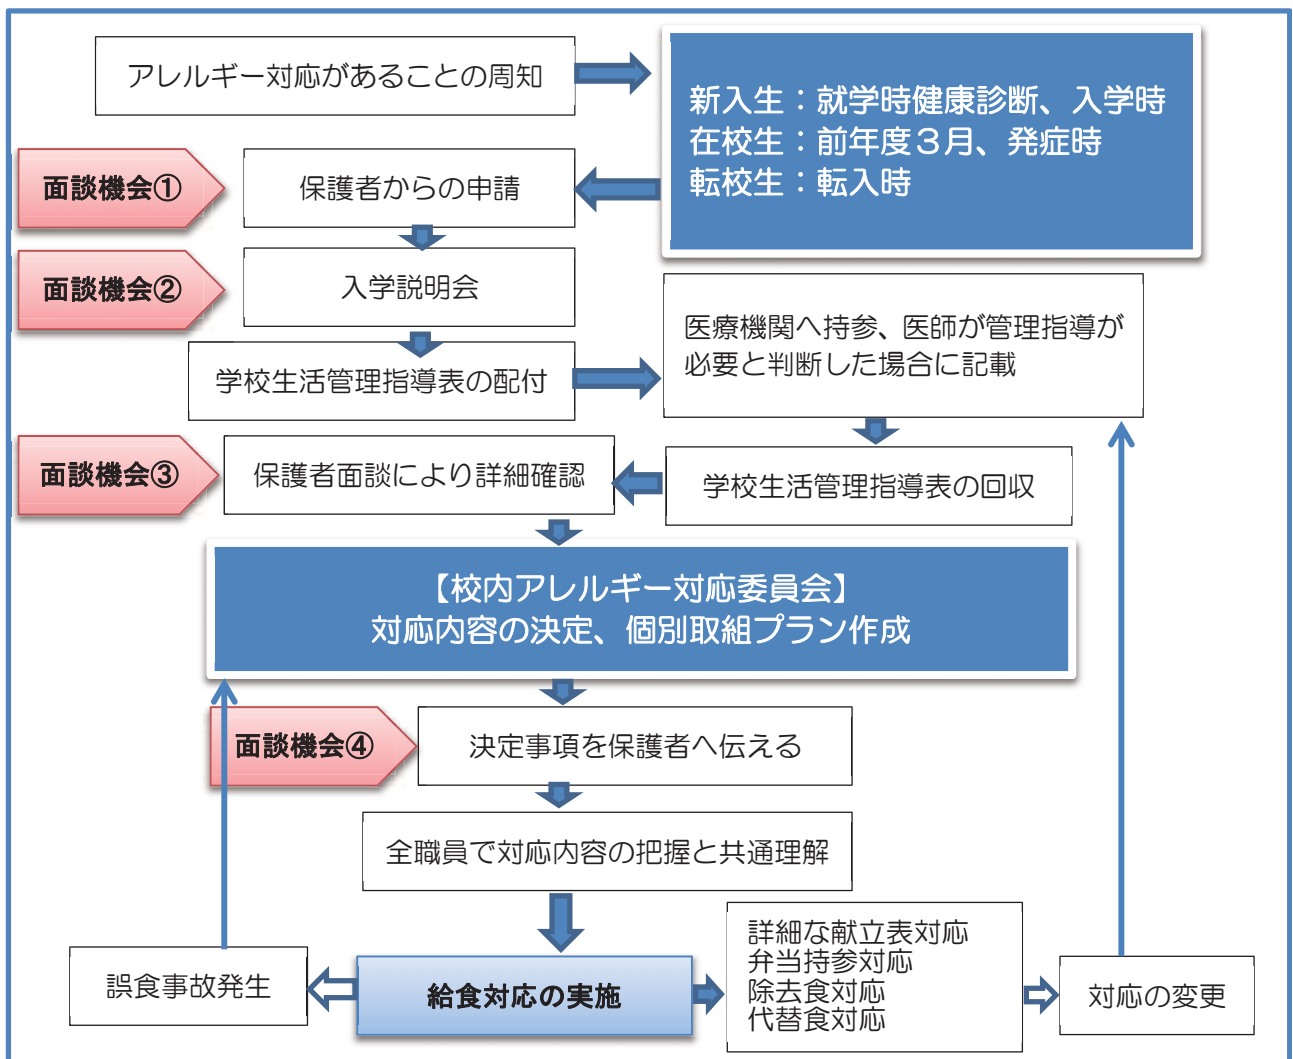 アレルギー対応があることの周知
新入生：就学時健康診断、入学時
在校生：前年度３月、発症時
転校生：転入時
面談機会①
保護者からの申請
面談機会②
入学説明会
学校生活管理指導表の配付
医療機関へ持参、医師が管理指導が
必要と判断した場合に記載
面談機会③
保護者面談により詳細確認
学校生活管理指導表の回収
【校内アレルギー対応委員会】
対応内容の決定、個別取組プラン作成
面談機会④
決定事項を保護者へ伝える
全職員で対応内容の把握と共通理解
誤食事故発生
給食対応の実施
詳細な献立表対応
弁当持参対応
除去食対応
代替食対応
対応の変更